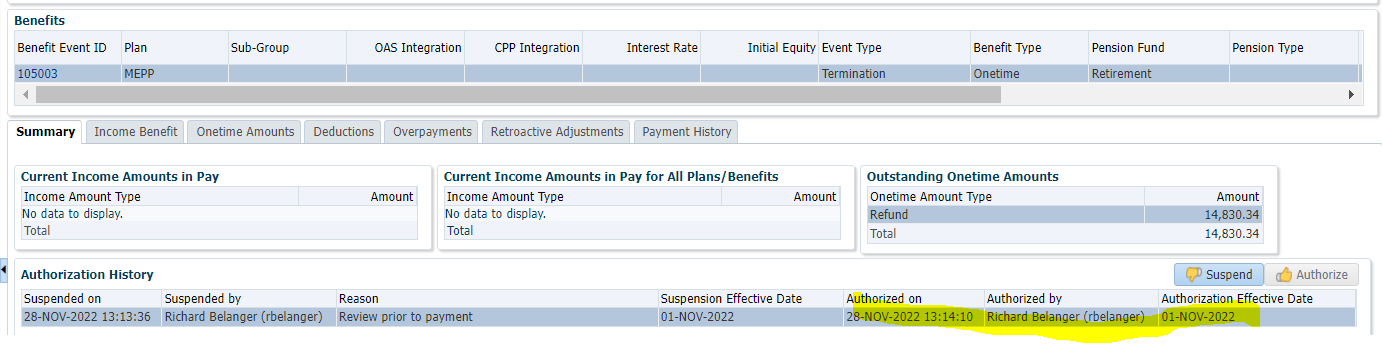 Benefits
Benefit Event ID Plan Sub-Group OAS Integration CPP Integration Interest Rate Initial Equity Event Type Benefit Type Pension Fund Pension Type
105003 MEPP Termination Onetime Retirement
Summary Income Benefit Onetime Amounts Deductions Overpayments Retroactive Adjustments Payment History
Current Income Amounts in Pay Current Income Amounts in Pay for All Plans/Benefits Outstanding Onetime Amounts
Income Amount Type Amount Income Amount Type Amount Onetime Amount Type Amount
No data to display. No data to display. Refund 14,830.34
Total Total Total 14,830.34
Authorization History Suspend Authorize
Suspended on Suspended by Reason Suspension Effective Date Authorized on Authorized by Authorization Effective Date
28-NOV-2022 13:13:36 Richard Belanger (rbelanger) Review prior to payment 01-NOV-2022 28-NOV-2022 13:14:10 Richard Belanger (rbelanger) 01-NOV-2022